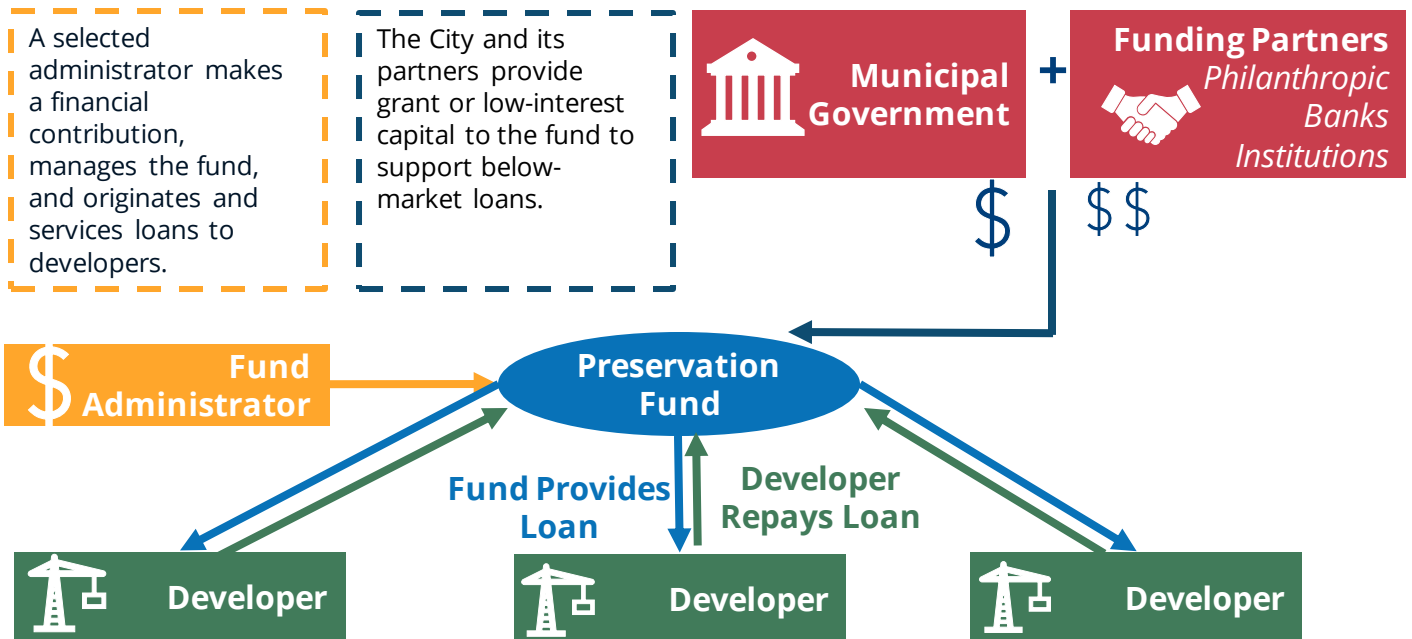 A selected
administrator makes
a financial
contribution,
manages the fund,
and originates and
services loans to
developers.
The City and its
partners provide
grant or low-interest
capital to the fund to
support below-
market loans.
Municipal
Government
+
Funding Partners
Philanthropic
Banks
Institutions
$
$ $
$
Fund
Administrator
Preservation
Fund
Fund Provides
Loan
Developer
Repays Loan
Developer
Developer
Developer